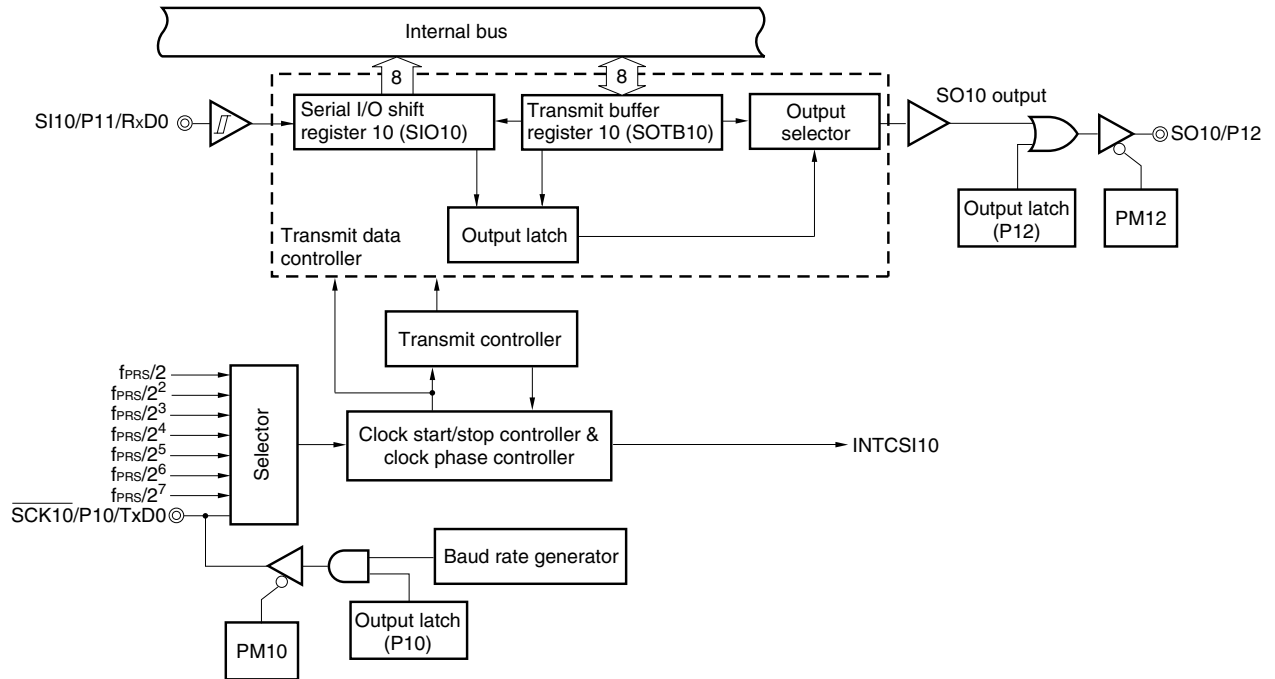 Internal bus
8
8
SI10/P11/RxD0
Serial I/O shift
register 10 (SIO10)
Transmit buffer
register 10 (SOTB10)
Output
selector
SO10 output
SO10/P12
Output latch
Output latch
(P12)
PM12
Transmit data
controller
Transmit controller
fPRS/2
fPRS/2²
fPRS/2³
fPRS/2⁴
fPRS/2⁵
fPRS/2⁶
fPRS/2⁷
S̅C̅K̅1̅0̅/P10/TxD0
Selector
Clock start/stop controller &
clock phase controller
INTCSI10
Baud rate generator
Output latch
(P10)
PM10